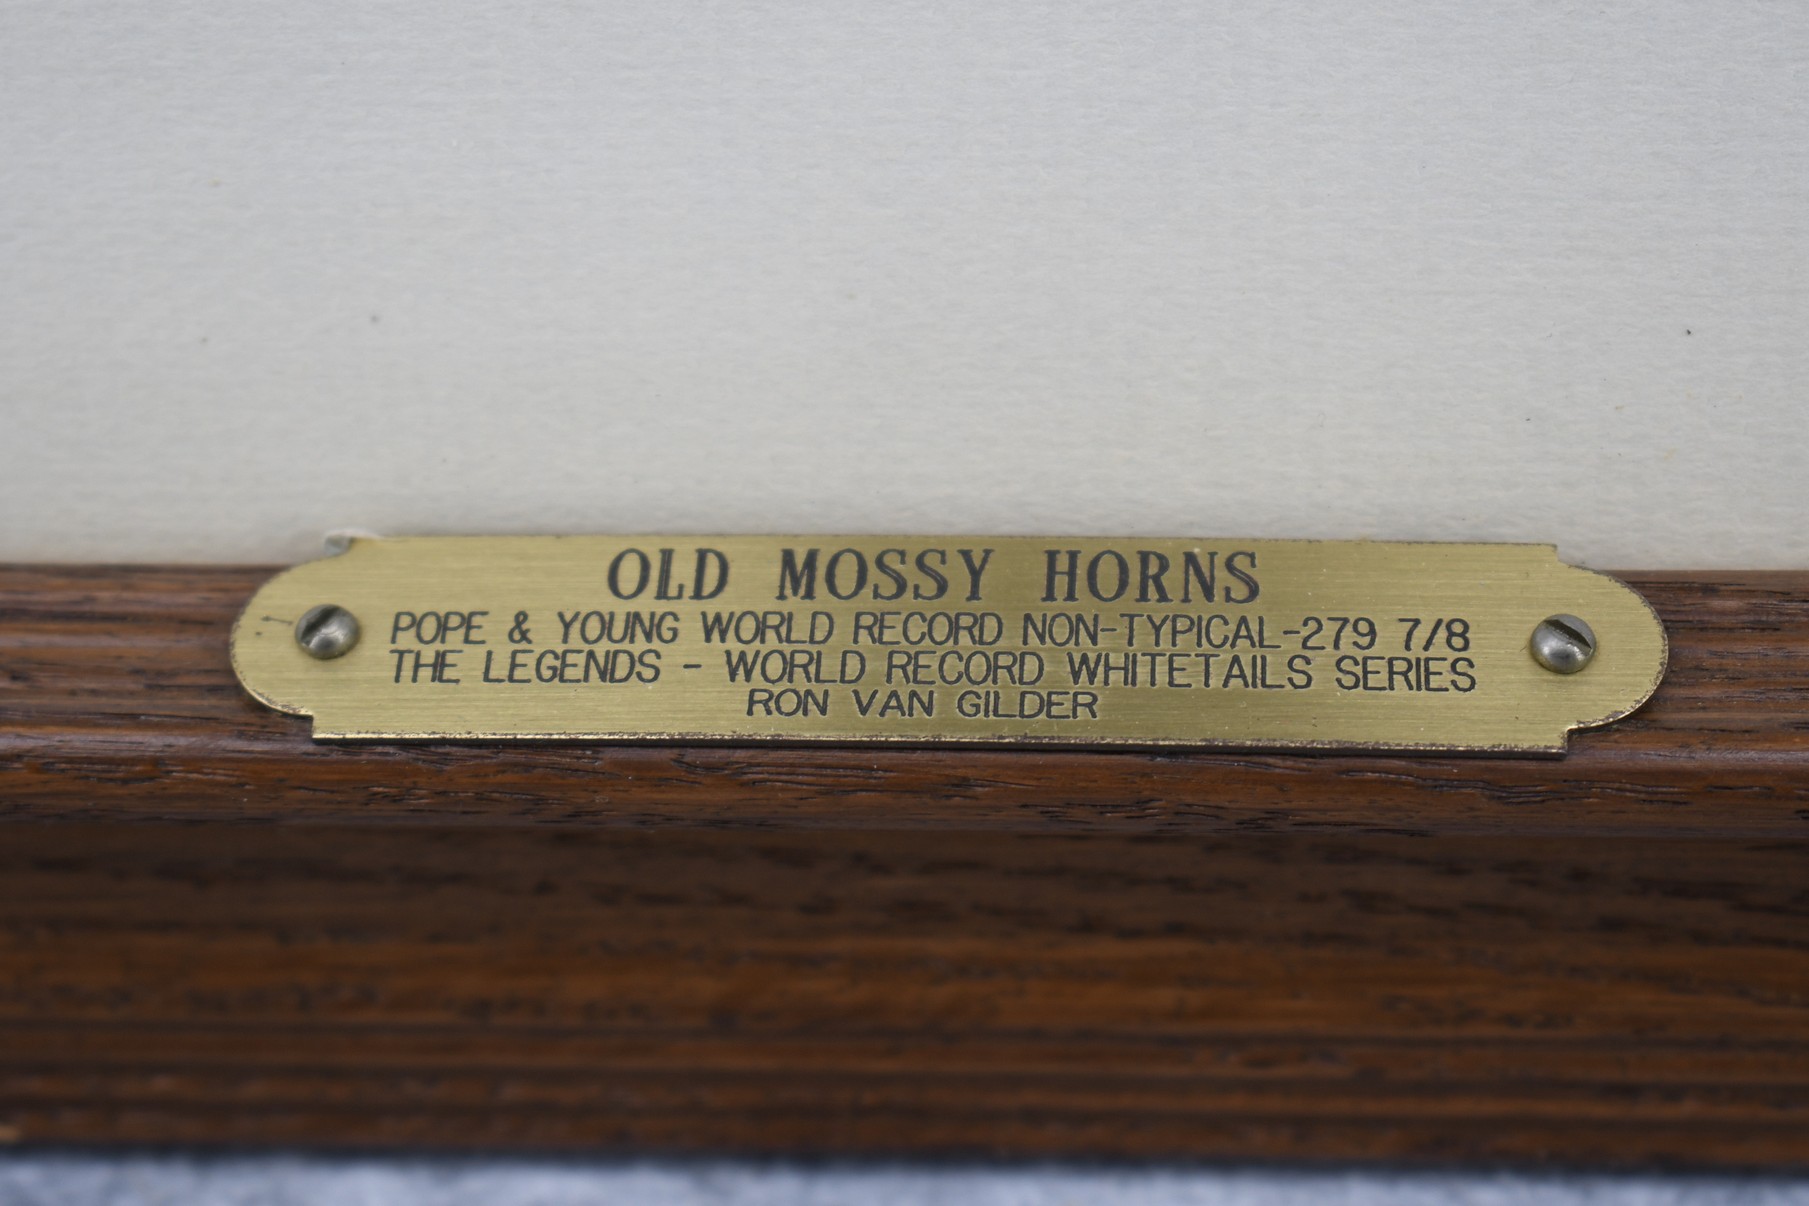 OLD MOSSY HORNS
POPE & YOUNG WORLD RECORD NON-TYPICAL-279 7/8
THE LEGENDS - WORLD RECORD WHITETAILS SERIES
RON VAN GILDER